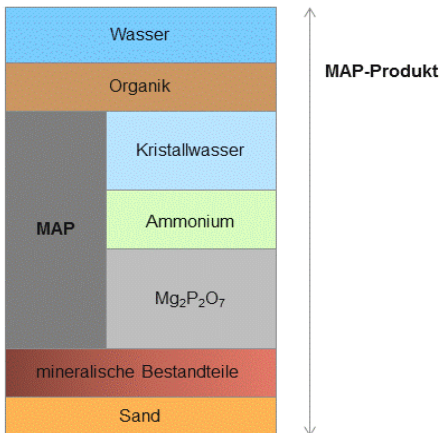 Wasser
MAP-Produkt
Organik
Kristallwasser
MAP
Ammonium
Mg₂P₂O₇
mineralische Bestandteile
Sand